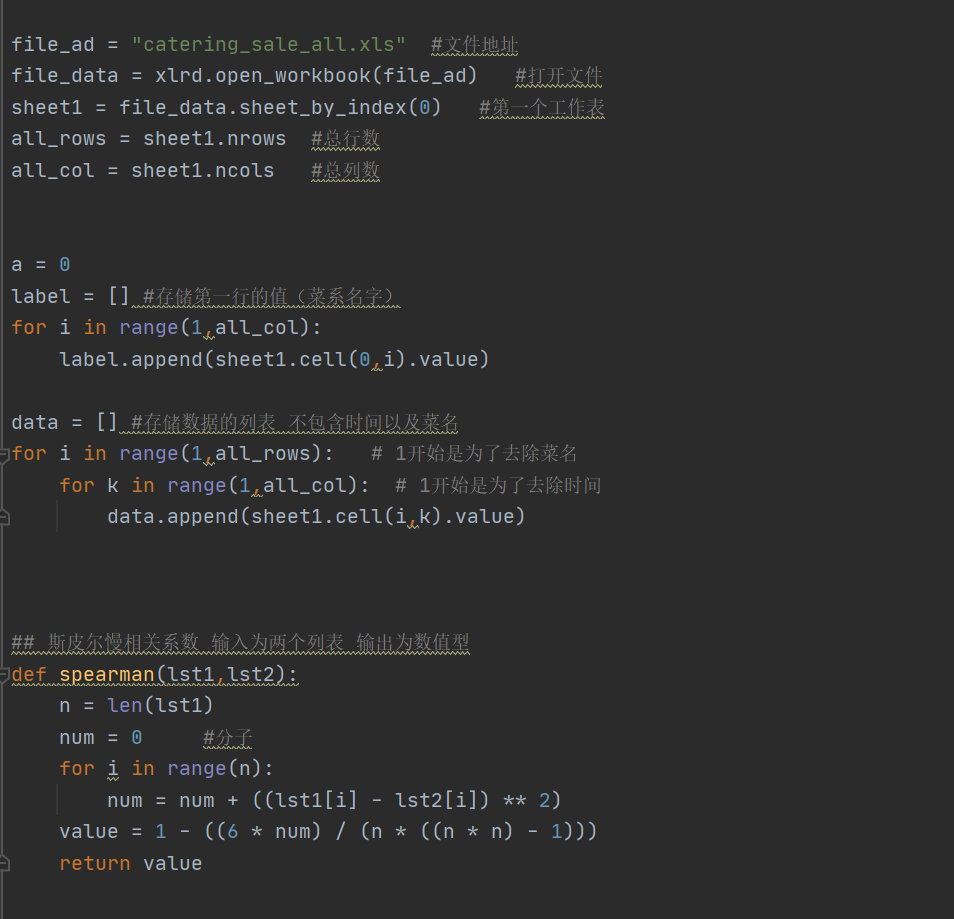 file_ad = "catering_sale_all.xls"  #文件地址
file_data = xlrd.open_workbook(file_ad)   #打开文件
sheet1 = file_data.sheet_by_index(0)   #第一个工作表
all_rows = sheet1.nrows  #总行数
all_col = sheet1.ncols   #总列数
a = 0
label = [] #存储第一行的值（菜系名字）
for i in range(1,all_col):
    label.append(sheet1.cell(0,i).value)
data = [] #存储数据的列表 不包含时间以及菜名
for i in range(1,all_rows):   # 1开始是为了去除菜名
    for k in range(1,all_col):  # 1开始是为了去除时间
        data.append(sheet1.cell(i,k).value)
## 斯皮尔慢相关系数 输入为两个列表 输出为数值型
def spearman(lst1,lst2):
    n = len(lst1)
    num = 0     #分子
    for i in range(n):
        num = num + ((lst1[i] - lst2[i]) ** 2)
    value = 1 - ((6 * num) / (n * ((n * n) - 1)))
    return value